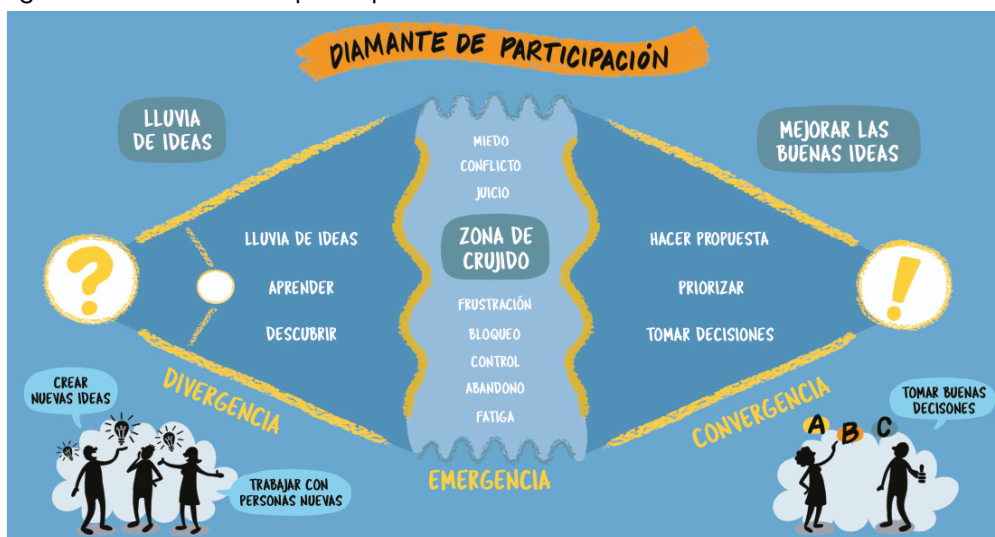 DIAMANTE DE PARTICIPACIÓN
LLUVIA
DE IDEAS
MEJORAR LAS
BUENAS IDEAS
MIEDO
CONFLICTO
JUICIO
ZONA DE
CRUJIDO
FRUSTRACIÓN
BLOQUEO
CONTROL
ABANDONO
FATIGA
?
LLUVIA DE IDEAS
APRENDER
DESCUBRIR
HACER PROPUESTA
PRIORIZAR
TOMAR DECISIONES
!
DIVERGENCIA
EMERGENCIA
CONVERGENCIA
CREAR
NUEVAS IDEAS
TRABAJAR CON
PERSONAS NUEVAS
A B C
TOMAR BUENAS
DECISONES